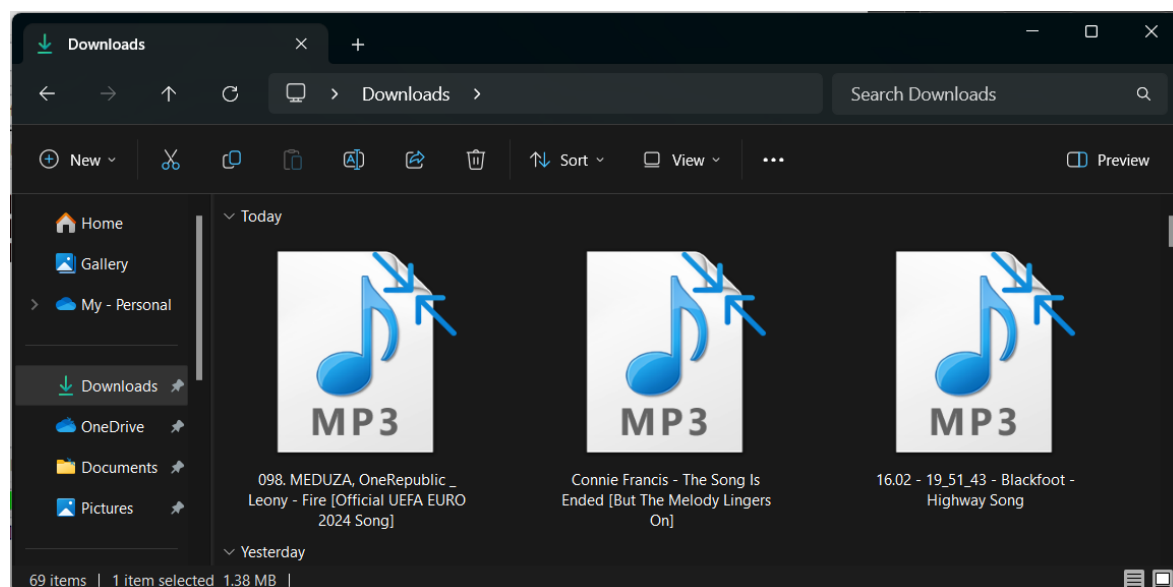 Downloads
Downloads
Search Downloads
New
Sort
View
Preview
Home
Gallery
My - Personal
Downloads
OneDrive
Documents
Pictures
Today
MP3
098. MEDUZA, OneRepublic _
Leony - Fire [Official UEFA EURO
2024 Song]
MP3
Connie Francis - The Song Is
Ended [But The Melody Lingers
On]
MP3
16.02 - 19_51_43 - Blackfoot -
Highway Song
Yesterday
69 items | 1 item selected 1.38 MB |